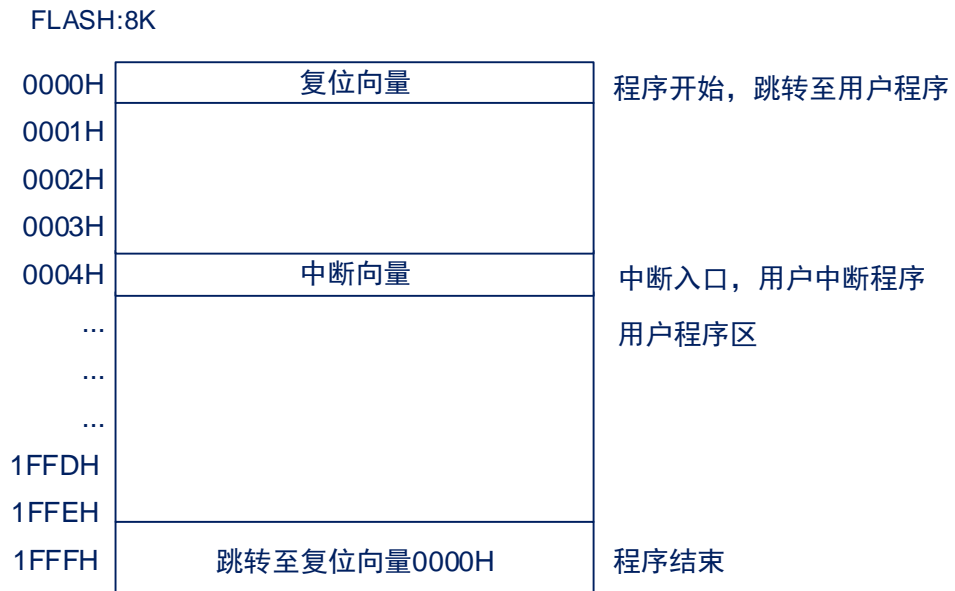 FLASH:8K
0000H 复位向量 程序开始，跳转至用户程序
0001H
0002H
0003H
0004H 中断向量 中断入口，用户中断程序
... 用户程序区
...
...
1FFDH
1FFEH
1FFFH 跳转至复位向量0000H 程序结束